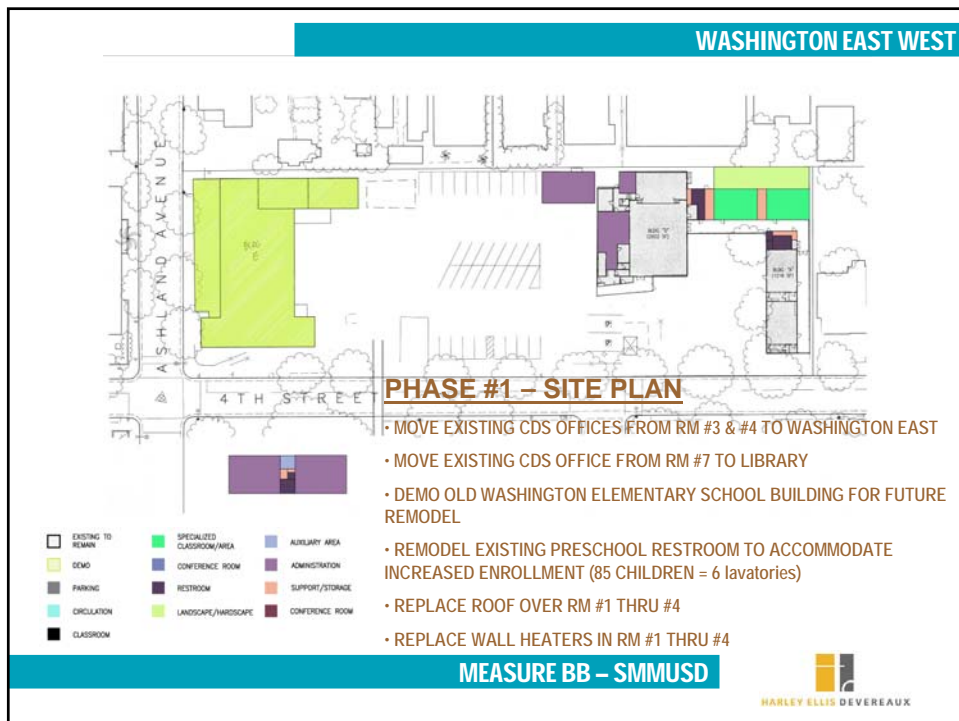 WASHINGTON EAST WEST
ASHLAND AVENUE
BLDG
BLDG
BLDG
4TH STREET
PHASE #1 – SITE PLAN
• MOVE EXISTING CDS OFFICES FROM RM #3 & #4 TO WASHINGTON EAST
• MOVE EXISTING CDS OFFICE FROM RM #7 TO LIBRARY
• DEMO OLD WASHINGTON ELEMENTARY SCHOOL BUILDING FOR FUTURE
REMODEL
• REMODEL EXISTING PRESCHOOL RESTROOM TO ACCOMMODATE
INCREASED ENROLLMENT (85 CHILDREN = 6 lavatories)
• REPLACE ROOF OVER RM #1 THRU #4
• REPLACE WALL HEATERS IN RM #1 THRU #4
EXISTING TO
REMAIN
DEMO
PARKING
CIRCULATION
CLASSROOM
SPECIALIZED
CLASSROOM/AREA
CONFERENCE ROOM
RESTROOM
LANDSCAPE/HARDSCAPE
AUXILIARY AREA
ADMINISTRATION
SUPPORT/STORAGE
CONFERENCE ROOM
MEASURE BB – SMMUSD
HARLEY ELLIS DEVEREAUX